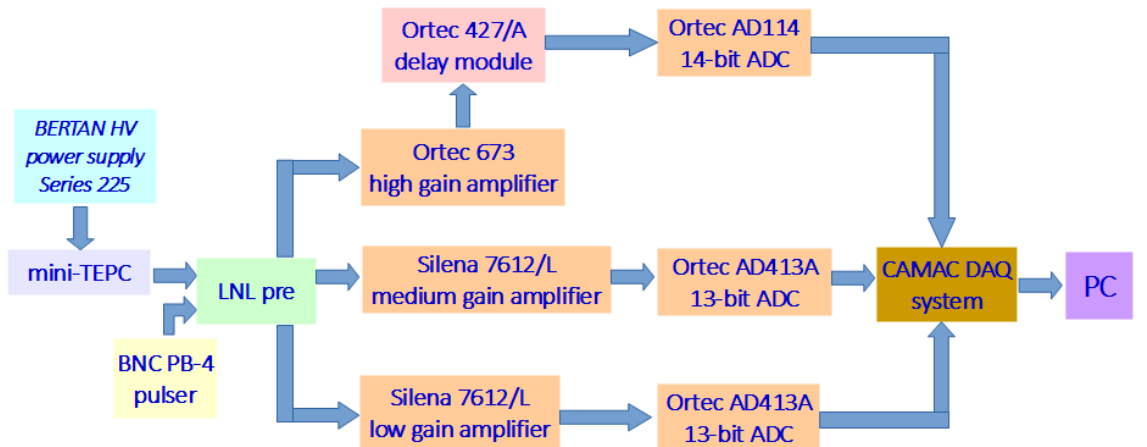 Ortec 427/A
delay module
Ortec AD114
14-bit ADC
BERTAN HV
power supply
Series 225
Ortec 673
high gain amplifier
mini-TEPC
LNL pre
Silena 7612/L
medium gain amplifier
Ortec AD413A
13-bit ADC
CAMAC DAQ
system
PC
BNC PB-4
pulser
Silena 7612/L
low gain amplifier
Ortec AD413A
13-bit ADC